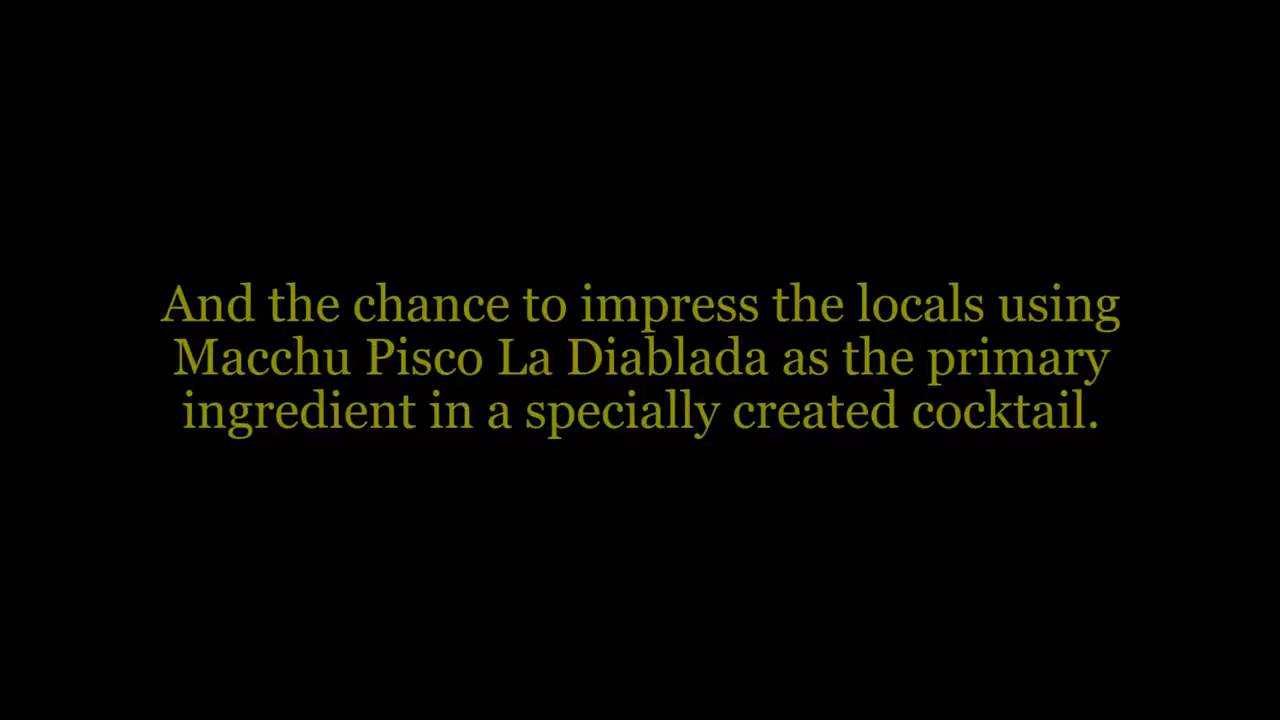 And the chance to impress the locals using
Macchu Pisco La Diablada as the primary
ingredient in a specially created cocktail.